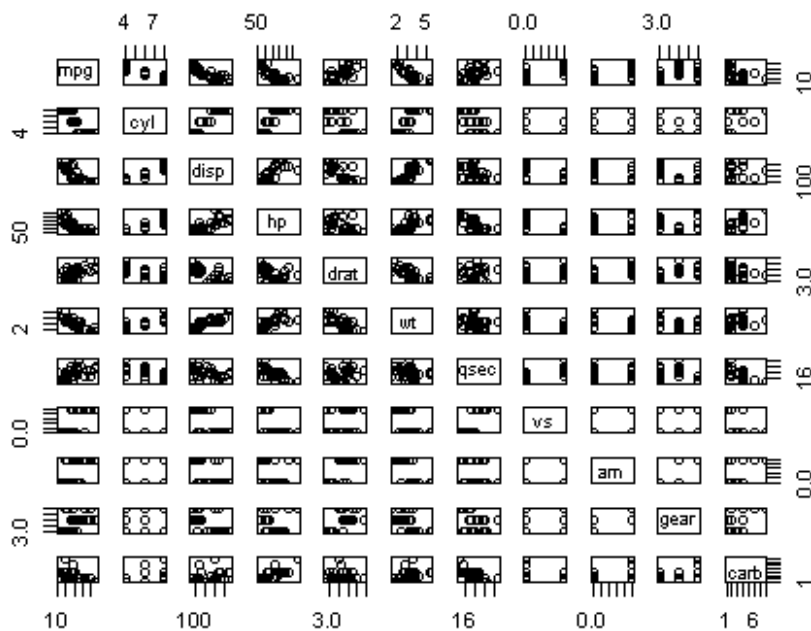 4 7 50 2 5 0.0 3.0
mpg 10
4 cyl
disp 100
50 hp
drat 3.0
2 wt
qsec 16
0.0 vs
am 0.0
3.0 gear
carb 1
10 100 3.0 16 0.0 1 6